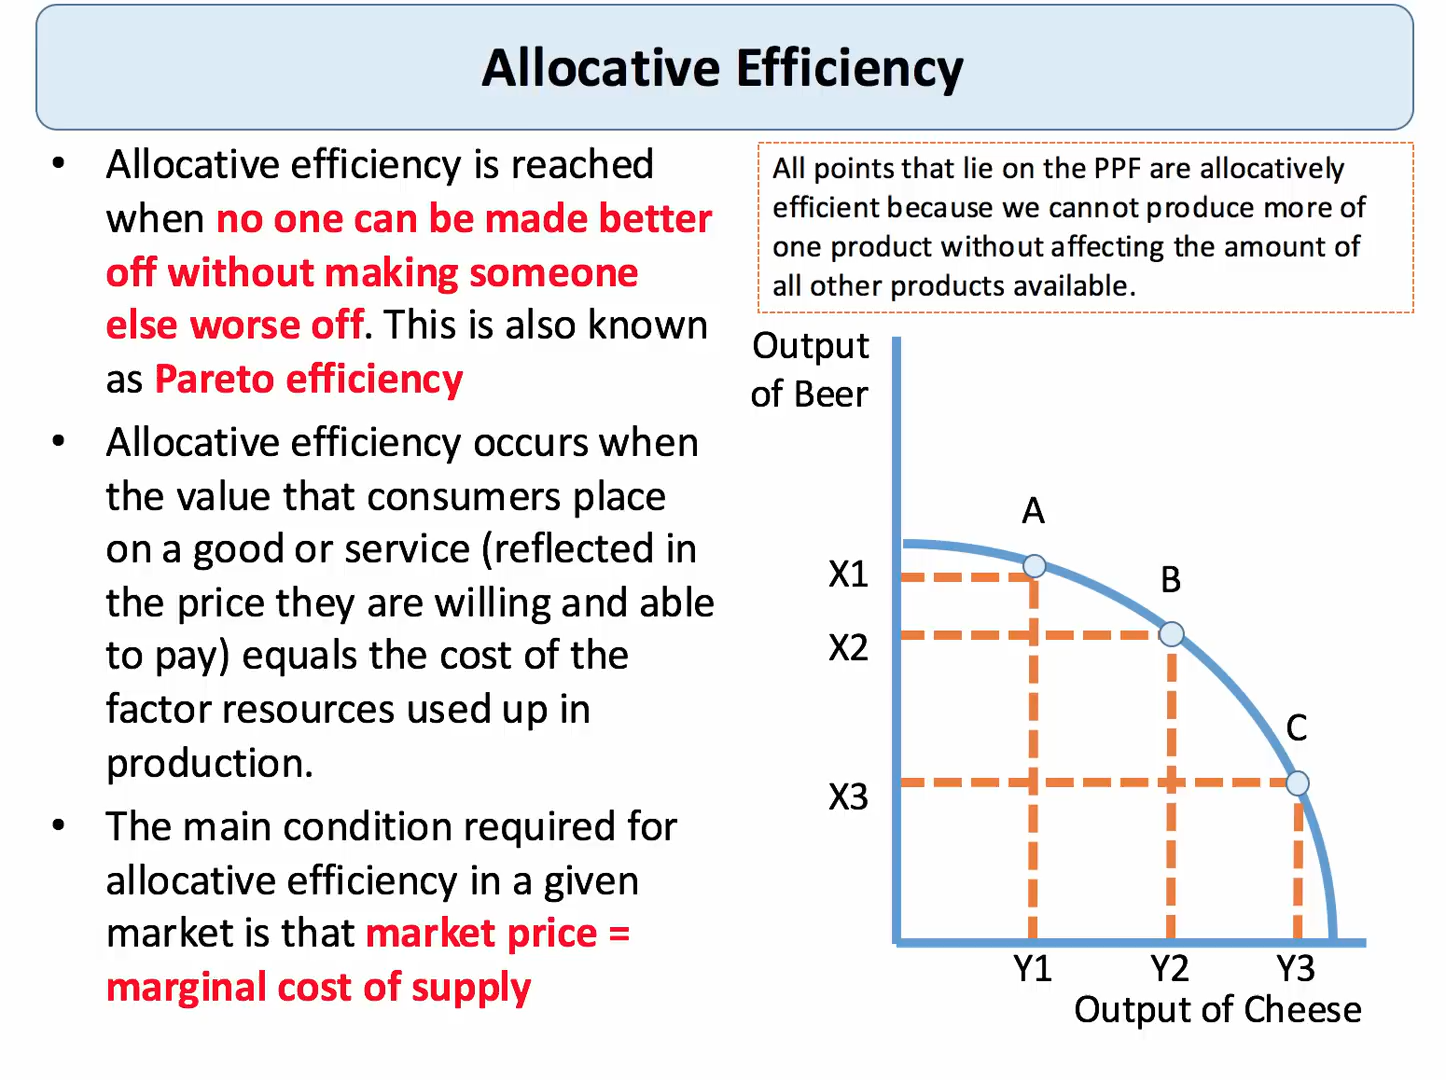 Allocative Efficiency
• Allocative efficiency is reached
when no one can be made better
off without making someone
else worse off. This is also known
as Pareto efficiency
• Allocative efficiency occurs when
the value that consumers place
on a good or service (reflected in
the price they are willing and able
to pay) equals the cost of the
factor resources used up in
production.
• The main condition required for
allocative efficiency in a given
market is that market price =
marginal cost of supply
All points that lie on the PPF are allocatively
efficient because we cannot produce more of
one product without affecting the amount of
all other products available.
Output
of Beer
A
X1
B
X2
C
X3
Y1 Y2 Y3
Output of Cheese